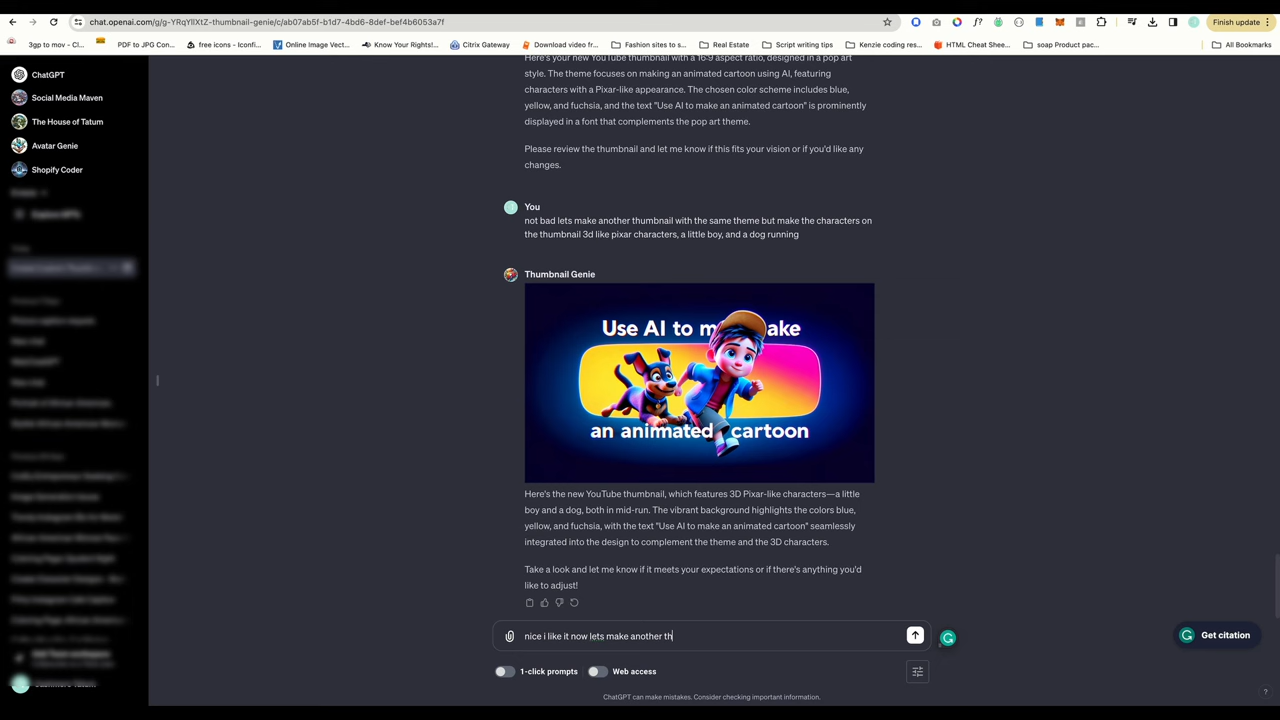 chat.openai.com/g/g-YRqYllXtZ-thumbnail-genie/c/ab07ab5f-b1d7-4bd6-8def-bef4b6053a7f
Finish update
3gp to mov - Cl...
PDF to JPG Con...
free icons - Iconfi...
Online Image Vect...
Know Your Rights!...
Citrix Gateway
Download video fr...
Fashion sites to s...
Real Estate
Script writing tips
Kenzie coding res...
HTML Cheat Shee...
soap Product pac...
All Bookmarks
ChatGPT
Social Media Maven
The House of Tatum
Avatar Genie
Shopify Coder
Here's your new YouTube thumbnail with a 16:9 aspect ratio, designed in a pop art
style. The theme focuses on making an animated cartoon using AI, featuring
characters with a Pixar-like appearance. The chosen color scheme includes blue,
yellow, and fuchsia, and the text "Use AI to make an animated cartoon" is prominently
displayed in a font that complements the pop art theme.
Please review the thumbnail and let me know if this fits your vision or if you'd like any
changes.
You
not bad lets make another thumbnail with the same theme but make the characters on
the thumbnail 3d like pixar characters, a little boy, and a dog running
Thumbnail Genie
Use AI to m ake
an animated cartoon
Here's the new YouTube thumbnail, which features 3D Pixar-like characters—a little
boy and a dog, both in mid-run. The vibrant background highlights the colors blue,
yellow, and fuchsia, with the text "Use AI to make an animated cartoon" seamlessly
integrated into the design to complement the theme and the 3D characters.
Take a look and let me know if it meets your expectations or if there's anything you'd
like to adjust!
nice i like it now lets make another th
Get citation
1-click prompts
Web access
ChatGPT can make mistakes. Consider checking important information.
?